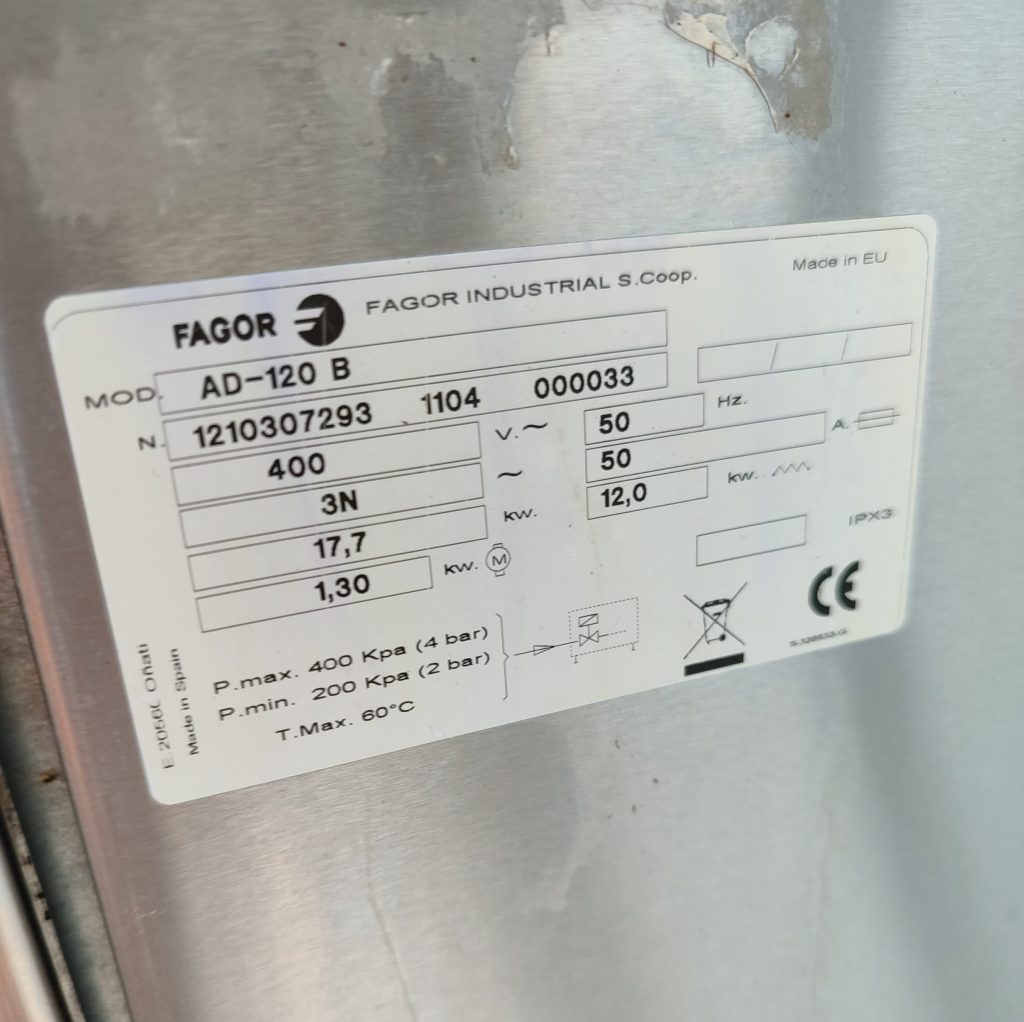 FAGOR FAGOR INDUSTRIAL S.Coop. Made in EU
MOD. AD-120 B
N. 1210307293 1104 000033
400 V.~ 50 Hz.
3N ~ 50 A.
17,7 kw. 12,0 kw.
1,30 kw. M IPX3
P.max. 400 Kpa (4 bar)
P.min. 200 Kpa (2 bar)
T.Max. 60°C
CE
Oñati
Made in Spain